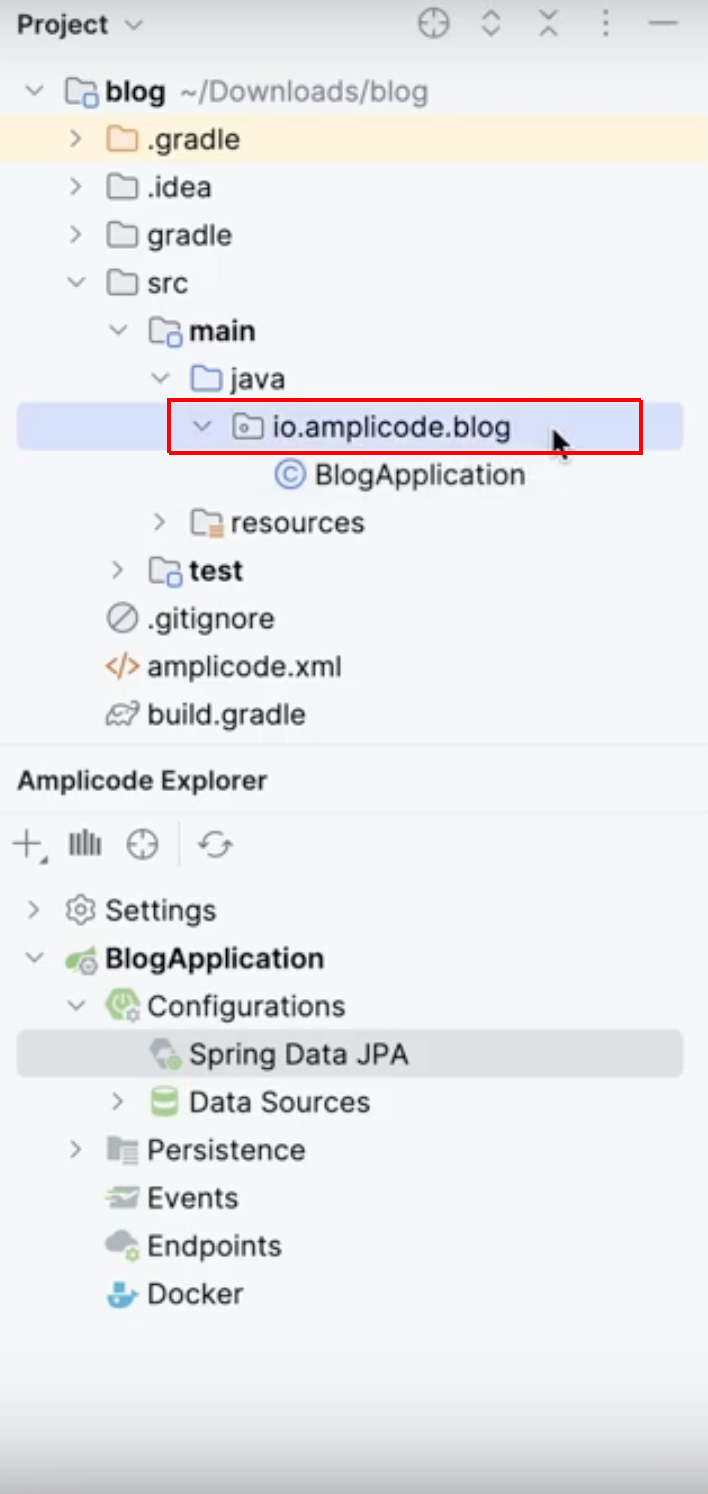 Project
blog ~/Downloads/blog
.gradle
.idea
gradle
src
main
java
io.amplicode.blog
BlogApplication
resources
test
.gitignore
amplicode.xml
build.gradle
Amplicode Explorer
Settings
BlogApplication
Configurations
Spring Data JPA
Data Sources
Persistence
Events
Endpoints
Docker